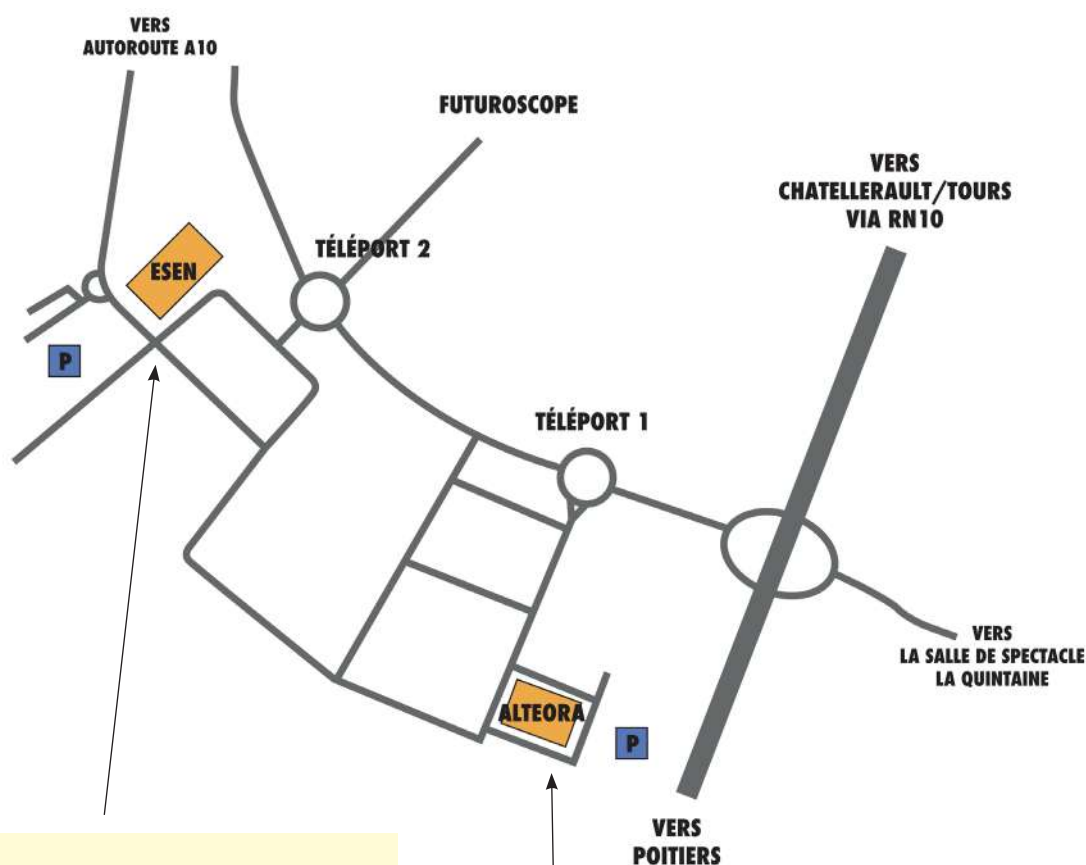 VERS
AUTOROUTE A10
FUTUROSCOPE
VERS
CHATELLERAULT/TOURS
VIA RN10
TÉLÉPORT 2
ESEN
P
TÉLÉPORT 1
VERS
LA SALLE DE SPECTACLE
LA QUINTAINE
ALTEORA
P
VERS
POITIERS